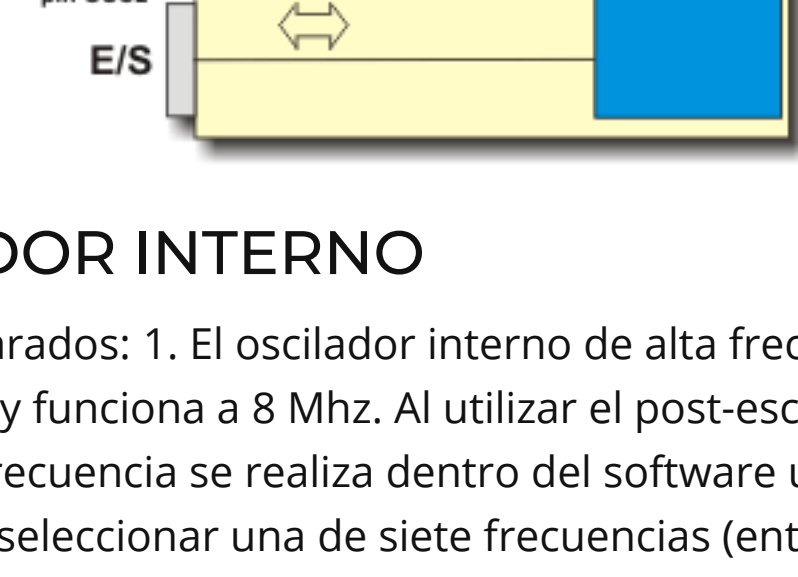 E/S
DOR INTERNO
arados: 1. El oscilador interno de alta frec
y funciona a 8 Mhz. Al utilizar el post-esc
recuencia se realiza dentro del software u
seleccionar una de siete frecuencias (ent